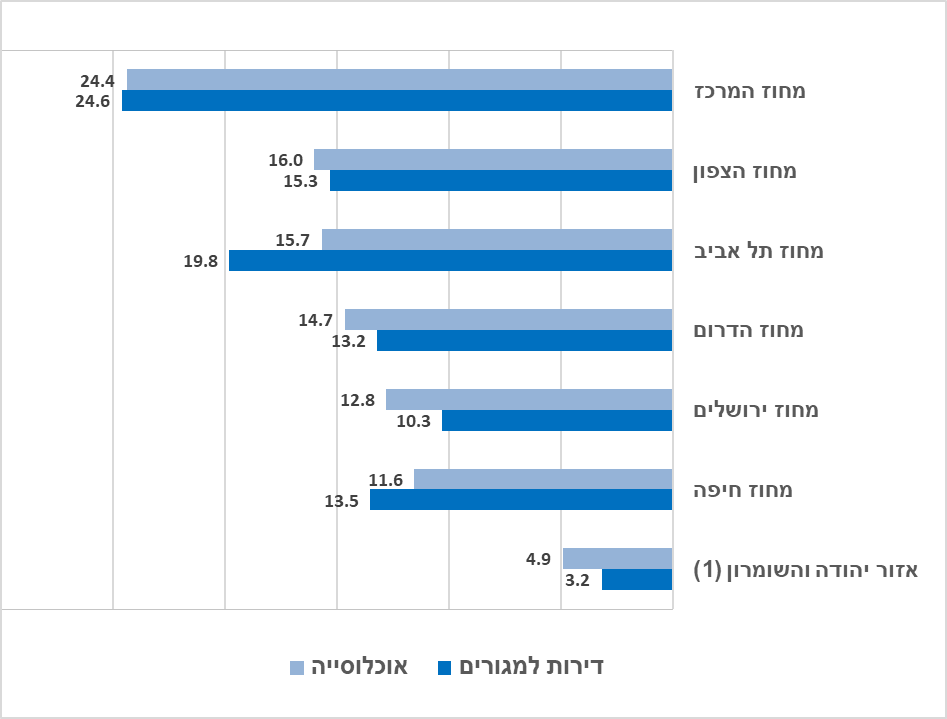 מחוז המרכז
24.4
24.6
מחוז הצפון
16.0
15.3
מחוז תל אביב
15.7
19.8
מחוז הדרום
14.7
13.2
מחוז ירושלים
12.8
10.3
מחוז חיפה
11.6
13.5
אזור יהודה והשומרון (1)
4.9
3.2
דירות למגורים
אוכלוסייה